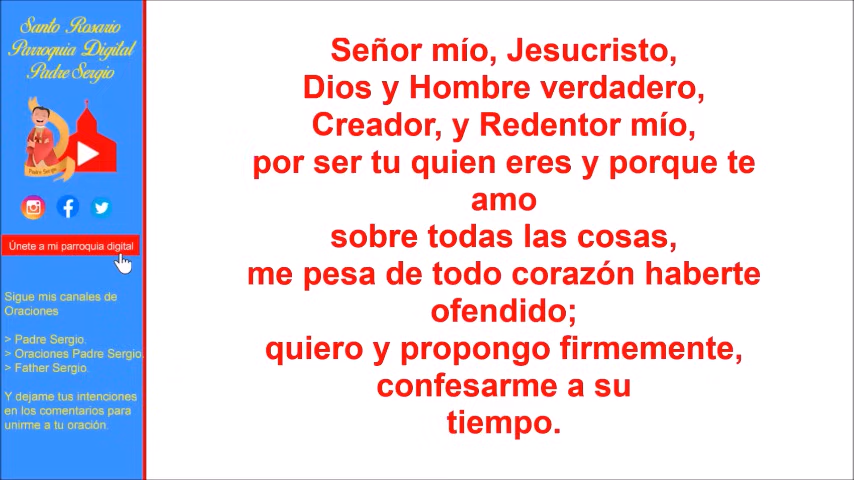 Santo Rosario
Parroquia Digital
Padre Sergio
Padre Sergio
Únete a mi parroquia digital
Sigue mis canales de
Oraciones
> Padre Sergio.
> Oraciones Padre Sergio.
> Father Sergio.
Y dejame tus intenciones
en los comentarios para
unirme a tu oración.
Señor mío, Jesucristo,
Dios y Hombre verdadero,
Creador, y Redentor mío,
por ser tu quien eres y porque te
amo
sobre todas las cosas,
me pesa de todo corazón haberte
ofendido;
quiero y propongo firmemente,
confesarme a su
tiempo.